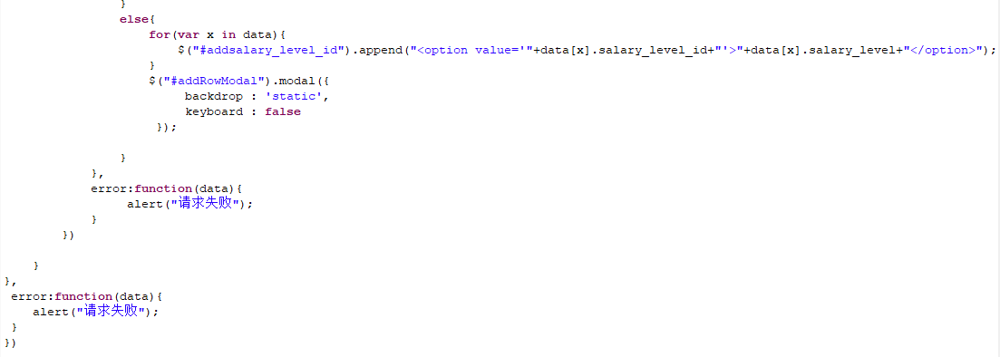 }
else{
for(var x in data){
$("#addsalary_level_id").append("<option value='"+data[x].salary_level_id+"'>"+data[x].salary_level+"</option>");
}
$("#addRowModal").modal({
backdrop : 'static',
keyboard : false
});
}
},
error:function(data){
alert("请求失败");
}
})
}
},
error:function(data){
alert("请求失败");
}
})